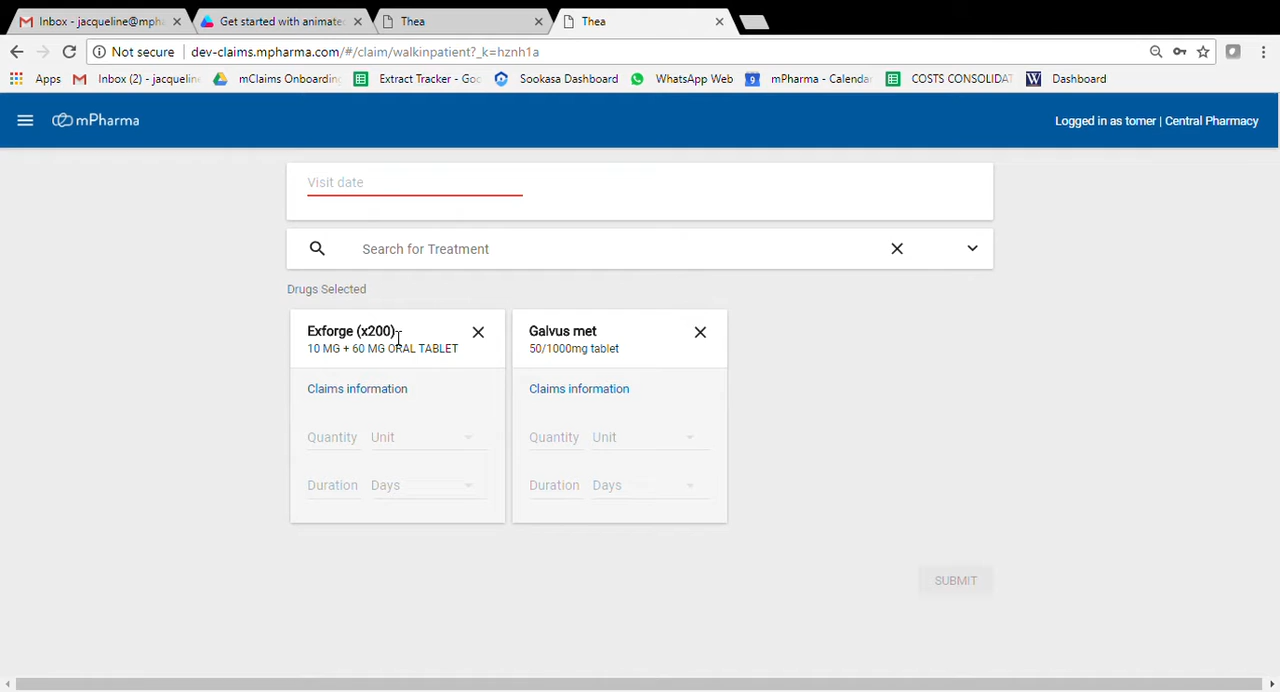 Inbox - jacqueline@mph
Get started with animated
Thea
Thea
Not secure
dev-claims.mpharma.com/#/claim/walkinpatient?_k=hznh1a
Apps
Inbox (2) - jacqueline
mClaims Onboarding
Extract Tracker - Goo
Sookasa Dashboard
WhatsApp Web
9
mPharma - Calendar
COSTS CONSOLIDAT
W
Dashboard
mPharma
Logged in as tomer | Central Pharmacy
Visit date
Search for Treatment
Drugs Selected
Exforge (x200)
10 MG + 60 MG ORAL TABLET
Claims information
Quantity
Unit
Duration
Days
Galvus met
50/1000mg tablet
Claims information
Quantity
Unit
Duration
Days
SUBMIT